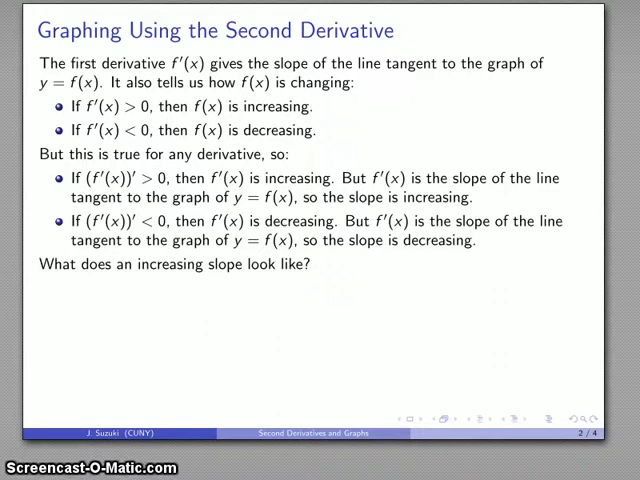 Graphing Using the Second Derivative
The first derivative f′(x) gives the slope of the line tangent to the graph of
y = f(x). It also tells us how f(x) is changing:
If f′(x) > 0, then f(x) is increasing.
If f′(x) < 0, then f(x) is decreasing.
But this is true for any derivative, so:
If (f′(x))′ > 0, then f′(x) is increasing. But f′(x) is the slope of the line
tangent to the graph of y = f(x), so the slope is increasing.
If (f′(x))′ < 0, then f′(x) is decreasing. But f′(x) is the slope of the line
tangent to the graph of y = f(x), so the slope is decreasing.
What does an increasing slope look like?
J. Suzuki (CUNY) Second Derivatives and Graphs 2 / 4
Screencast-O-Matic.com